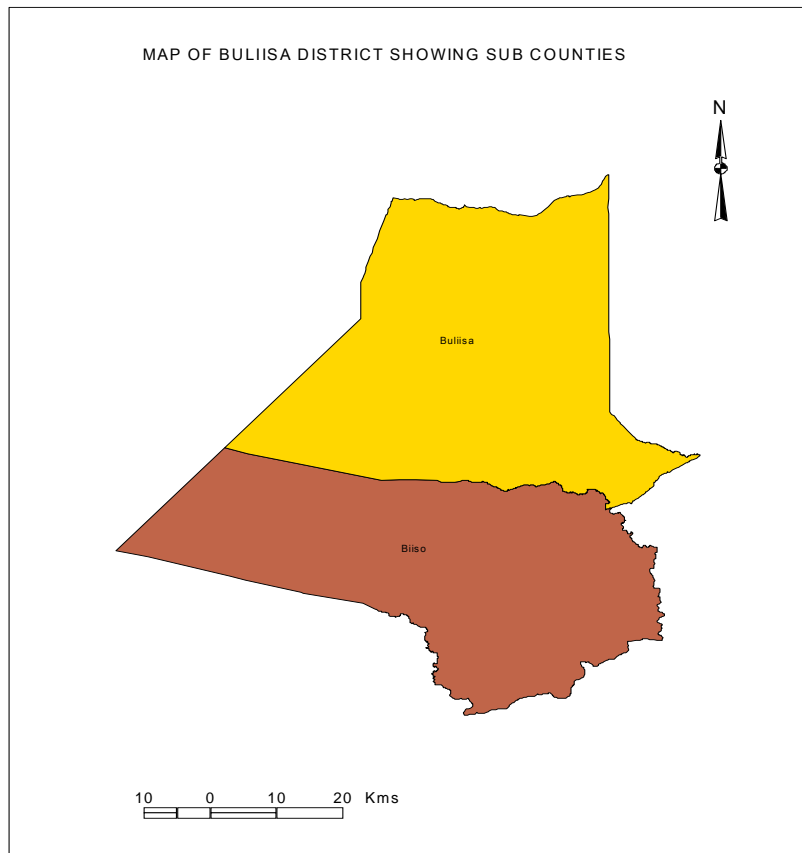 MAP OF BULIISA DISTRICT SHOWING SUB COUNTIES
N
Buliisa
Biiso
10 0 10 20 Kms